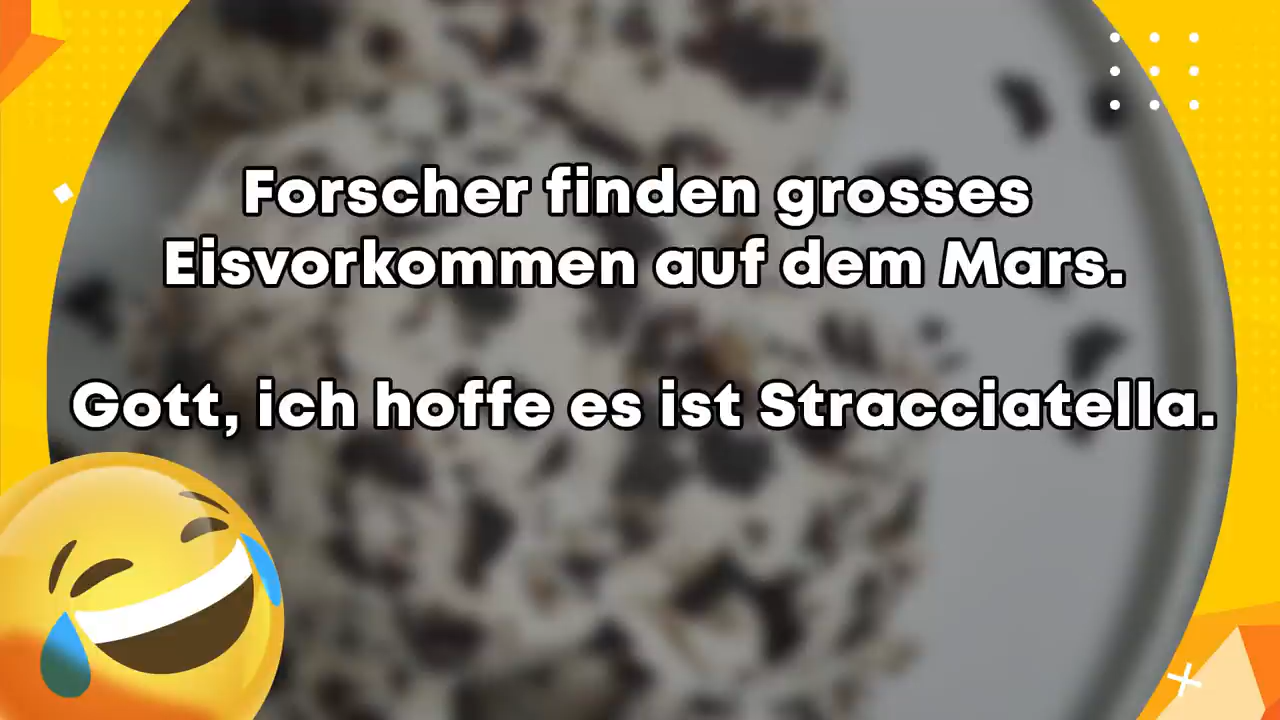 Forscher finden grosses
Eisvorkommen auf dem Mars.
Gott, ich hoffe es ist Stracciatella.